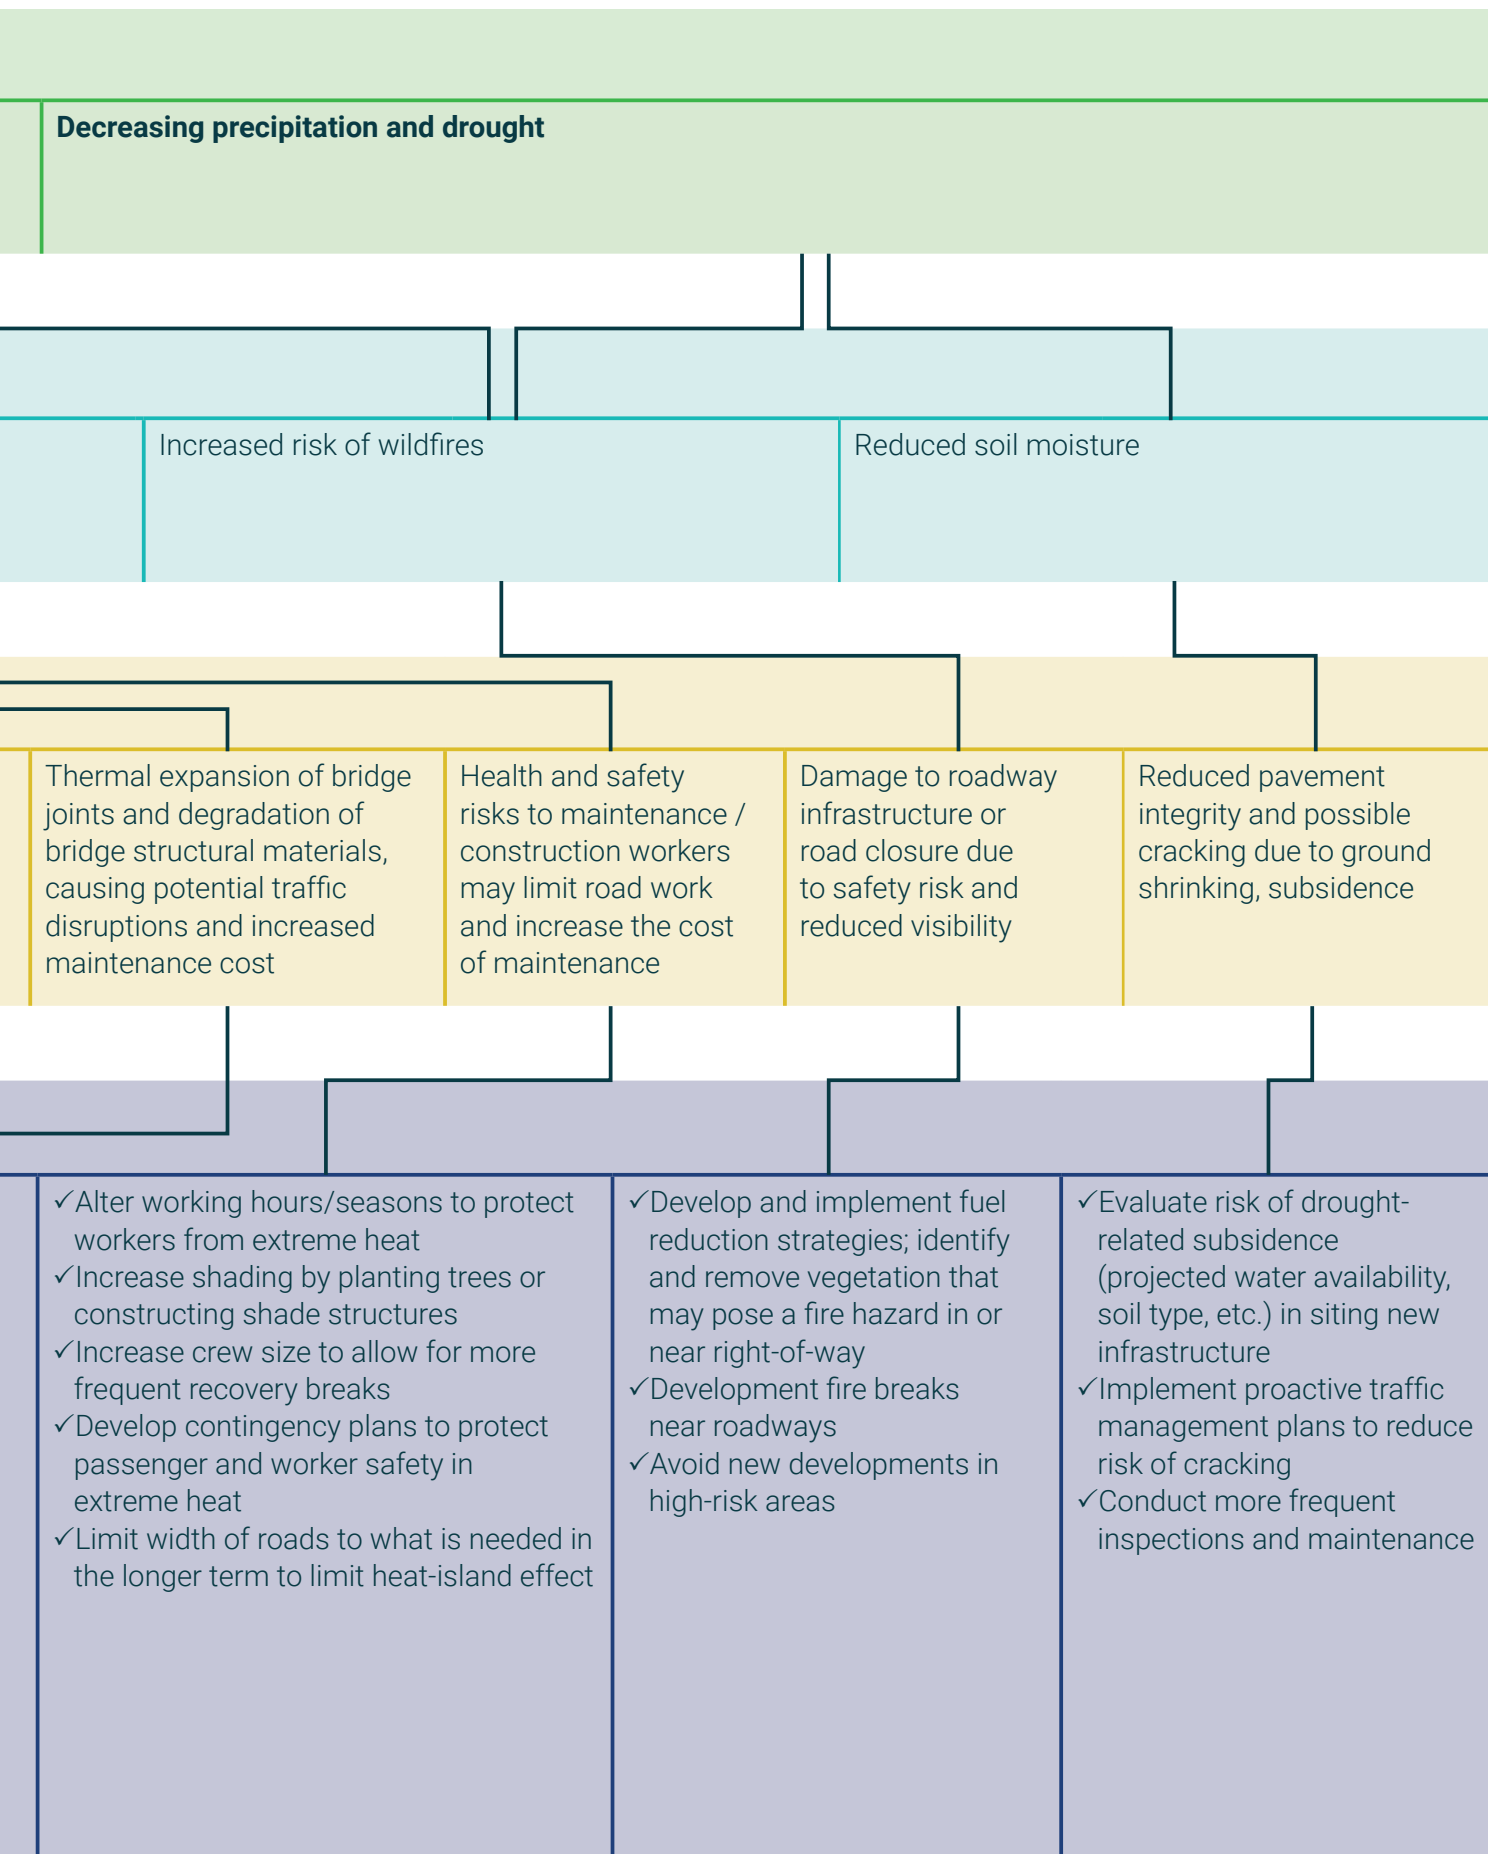 Decreasing precipitation and drought
Increased risk of wildfires
Reduced soil moisture
Thermal expansion of bridge
joints and degradation of
bridge structural materials,
causing potential traffic
disruptions and increased
maintenance cost
Health and safety
risks to maintenance /
construction workers
may limit road work
and increase the cost
of maintenance
Damage to roadway
infrastructure or
road closure due
to safety risk and
reduced visibility
Reduced pavement
integrity and possible
cracking due to ground
shrinking, subsidence
✓Alter working hours/seasons to protect
workers from extreme heat
✓Increase shading by planting trees or
constructing shade structures
✓Increase crew size to allow for more
frequent recovery breaks
✓Develop contingency plans to protect
passenger and worker safety in
extreme heat
✓Limit width of roads to what is needed in
the longer term to limit heat-island effect
✓Develop and implement fuel
reduction strategies; identify
and remove vegetation that
may pose a fire hazard in or
near right-of-way
✓Development fire breaks
near roadways
✓Avoid new developments in
high-risk areas
✓Evaluate risk of drought-
related subsidence
(projected water availability,
soil type, etc.) in siting new
infrastructure
✓Implement proactive traffic
management plans to reduce
risk of cracking
✓Conduct more frequent
inspections and maintenance